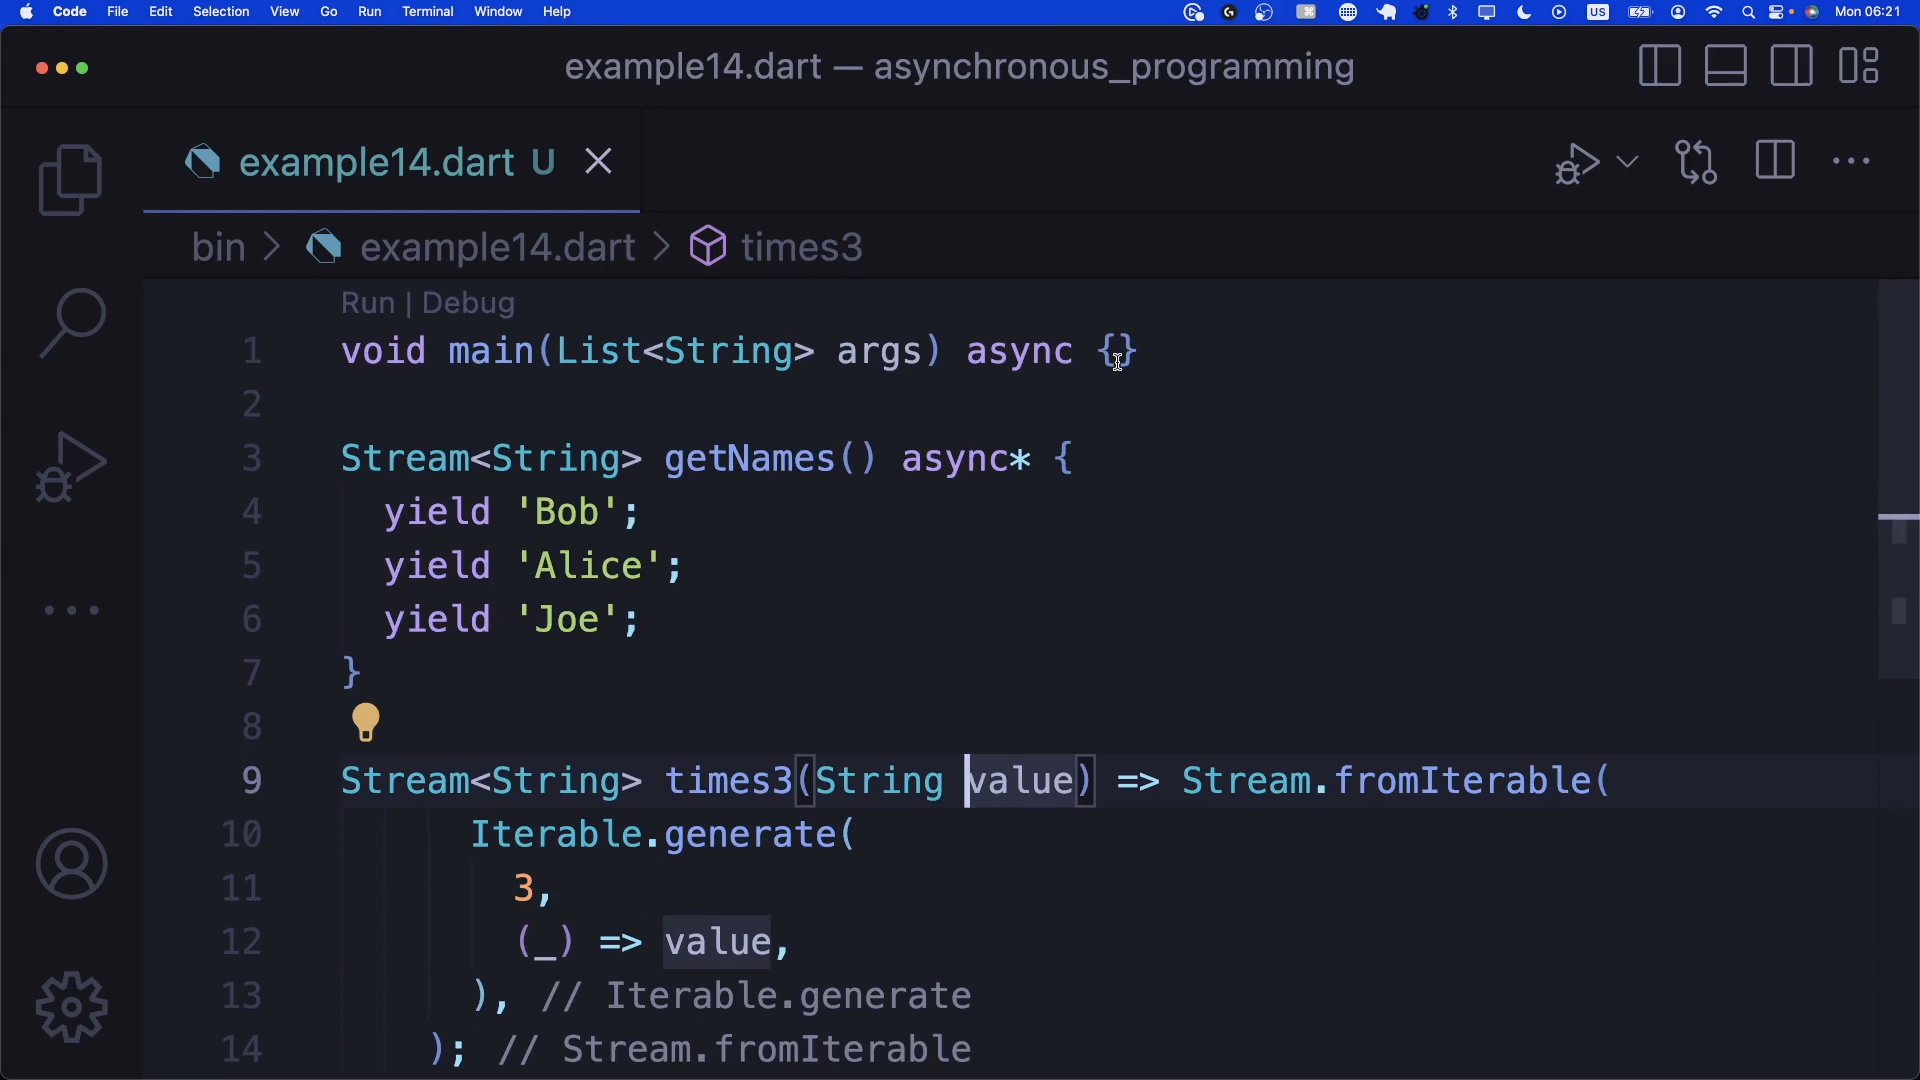 Code File Edit Selection View Go Run Terminal Window Help US Mon 06:21
example14.dart — asynchronous_programming
example14.dart U
bin > example14.dart > times3
Run | Debug
1 void main(List<String> args) async {}
2
3 Stream<String> getNames() async* {
4 yield 'Bob';
5 yield 'Alice';
6 yield 'Joe';
7 }
8
9 Stream<String> times3(String value) => Stream.fromIterable(
10 Iterable.generate(
11 3,
12 (_) => value,
13 ), // Iterable.generate
14 ); // Stream.fromIterable